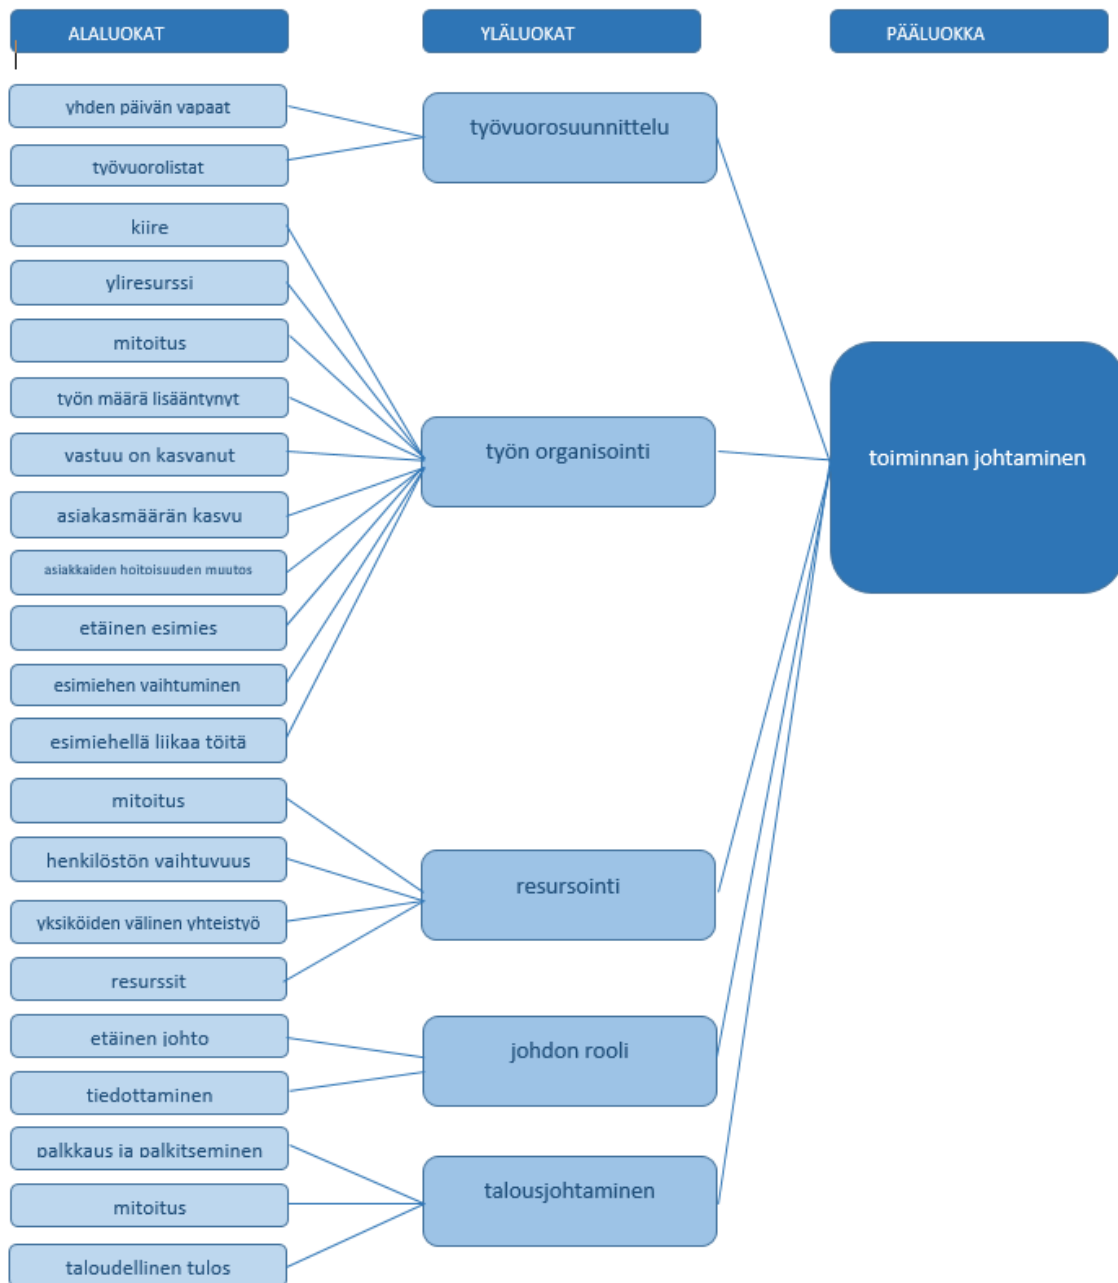 ALALUOKAT
YLÄLUOKAT
PÄÄLUOKKA
yhden päivän vapaat
työvuorolistat
kiire
yliresurssi
mitoitus
työn määrä lisääntynyt
vastuu on kasvanut
asiakasmäärän kasvu
asiakkaiden hoitoisuuden muutos
etäinen esimies
esimiehen vaihtuminen
esimiehellä liikaa töitä
mitoitus
henkilöstön vaihtuvuus
yksiköiden välinen yhteistyö
resurssit
etäinen johto
tiedottaminen
palkkaus ja palkitseminen
mitoitus
taloudellinen tulos
työvuorosuunnittelu
työn organisointi
resursointi
johdon rooli
talousjohtaminen
toiminnan johtaminen